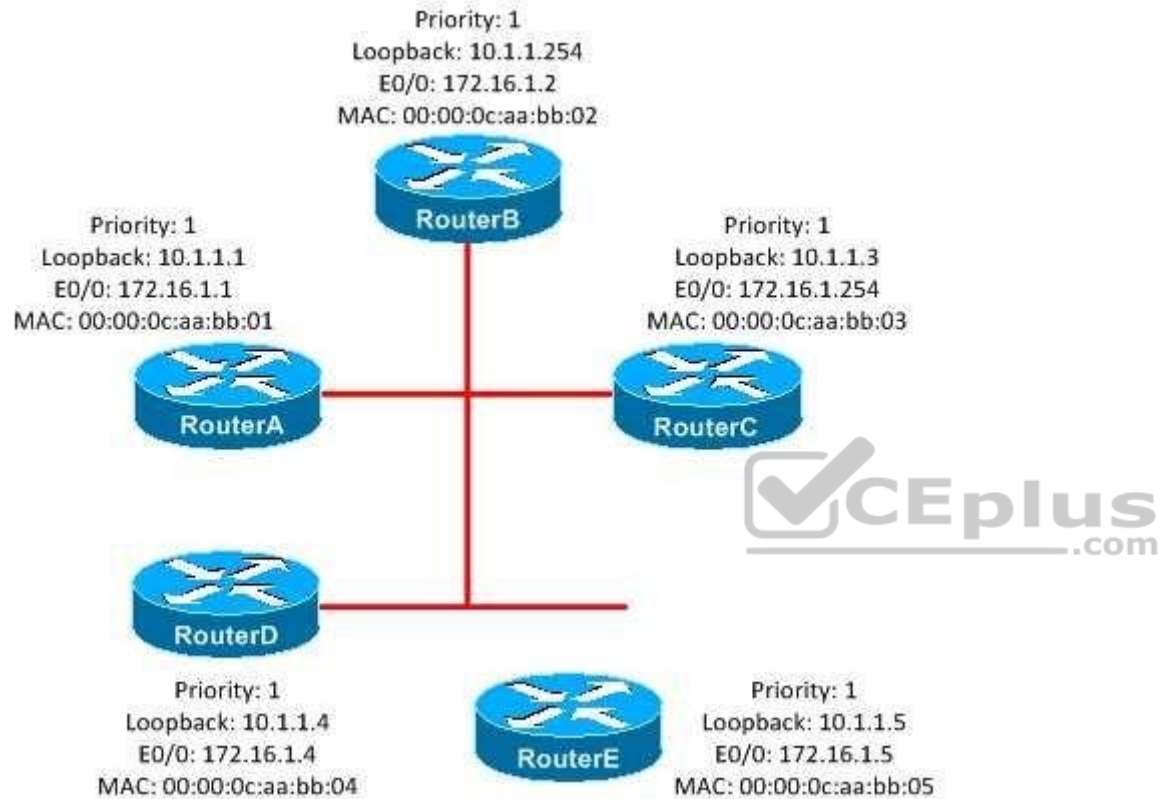 Priority: 1
Loopback: 10.1.1.254
E0/0: 172.16.1.2
MAC: 00:00:0c:aa:bb:02
RouterB
Priority: 1
Loopback: 10.1.1.1
E0/0: 172.16.1.1
MAC: 00:00:0c:aa:bb:01
RouterA
Priority: 1
Loopback: 10.1.1.3
E0/0: 172.16.1.254
MAC: 00:00:0c:aa:bb:03
RouterC
CEplus
.com
RouterD
Priority: 1
Loopback: 10.1.1.4
E0/0: 172.16.1.4
MAC: 00:00:0c:aa:bb:04
RouterE
Priority: 1
Loopback: 10.1.1.5
E0/0: 172.16.1.5
MAC: 00:00:0c:aa:bb:05